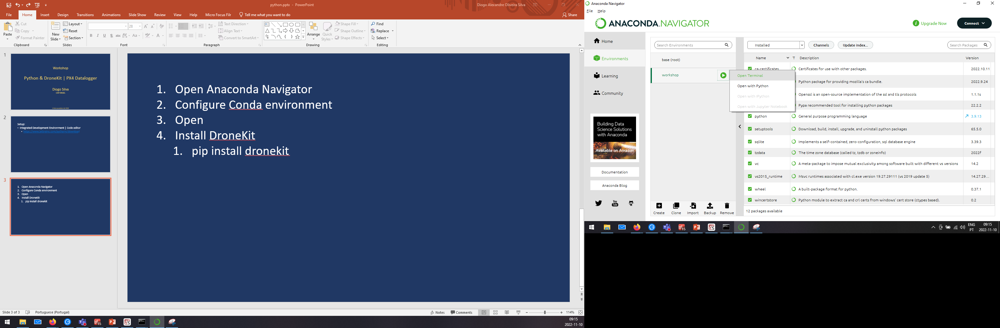 python.pptx - PowerPoint
Diogo Alexandre Oliveira Silva
File Home Insert Design Transitions Animations Slide Show Review View Help Micro Focus Filr Tell me what you want to do Share
Paste
Cut
Copy
Format Painter
Clipboard
New Slide
Layout
Reset
Section
Slides
28
Font
Text Direction
Align Text
Convert to SmartArt
Paragraph
Arrange
Quick Styles
Shape Fill
Shape Outline
Shape Effects
Drawing
Find
Replace
Select
Editing
1
Workshop
Python & DroneKit | PX4 Datalogger
Diogo Silva
CAP ENGEL
2
Setup:
• Integrated Development Environment | Code editor
• https://www.jetbrains.com/pycharm/download
3
1. Open Anaconda Navigator
2. Configure Conda environment
3. Open
4. Install DroneKit
1. pip install dronekit
1. Open Anaconda Navigator
2. Configure Conda environment
3. Open
4. Install DroneKit
1. pip install dronekit
Slide 3 of 3
Portuguese (Portugal)
Notes
Comments
114%
15
09:15
2022-11-10
Anaconda Navigator
File Help
ANACONDA.NAVIGATOR
Upgrade Now
Connect
Home
Environments
Learning
Community
Building Data
Science Solutions
with Anaconda
Available on Amazon
Documentation
Anaconda Blog
You
Tube
Search Environments
base (root)
workshop
Open Terminal
Open with Python
Open with IPython
Open with Jupyter Notebook
Create Clone Import Backup Remove
Installed
Channels
Update index...
Search Packages
Name T Description Version
ca-certificates Certificates for use with other packages. 2022.10.11
Python package for providing mozilla's ca bundle. 2022.9.24
Openssl is an open-source implementation of the ssl and tls protocols 1.1.1s
Pypa recommended tool for installing python packages 22.2.2
python General purpose programming language 3.9.13
setuptools Download, build, install, upgrade, and uninstall python packages 65.5.0
sqlite Implements a self-contained, zero-configuration, sql database engine 3.39.3
tzdata The time zone database (called tz, tzdb or zoneinfo) 2022f
vc A meta-package to impose mutual exclusivity among software built with different vs versions 14.2
vs2015_runtime Msvc runtimes associated with cl.exe version 19.27.29111 (vs 2019 update 5) 14.27.29...
wheel A built-package format for python. 0.37.1
wincertstore Python module to extract ca and crl certs from windows' cert store (ctypes based). 0.2
12 packages available
15
ENG
PT
09:15
2022-11-10